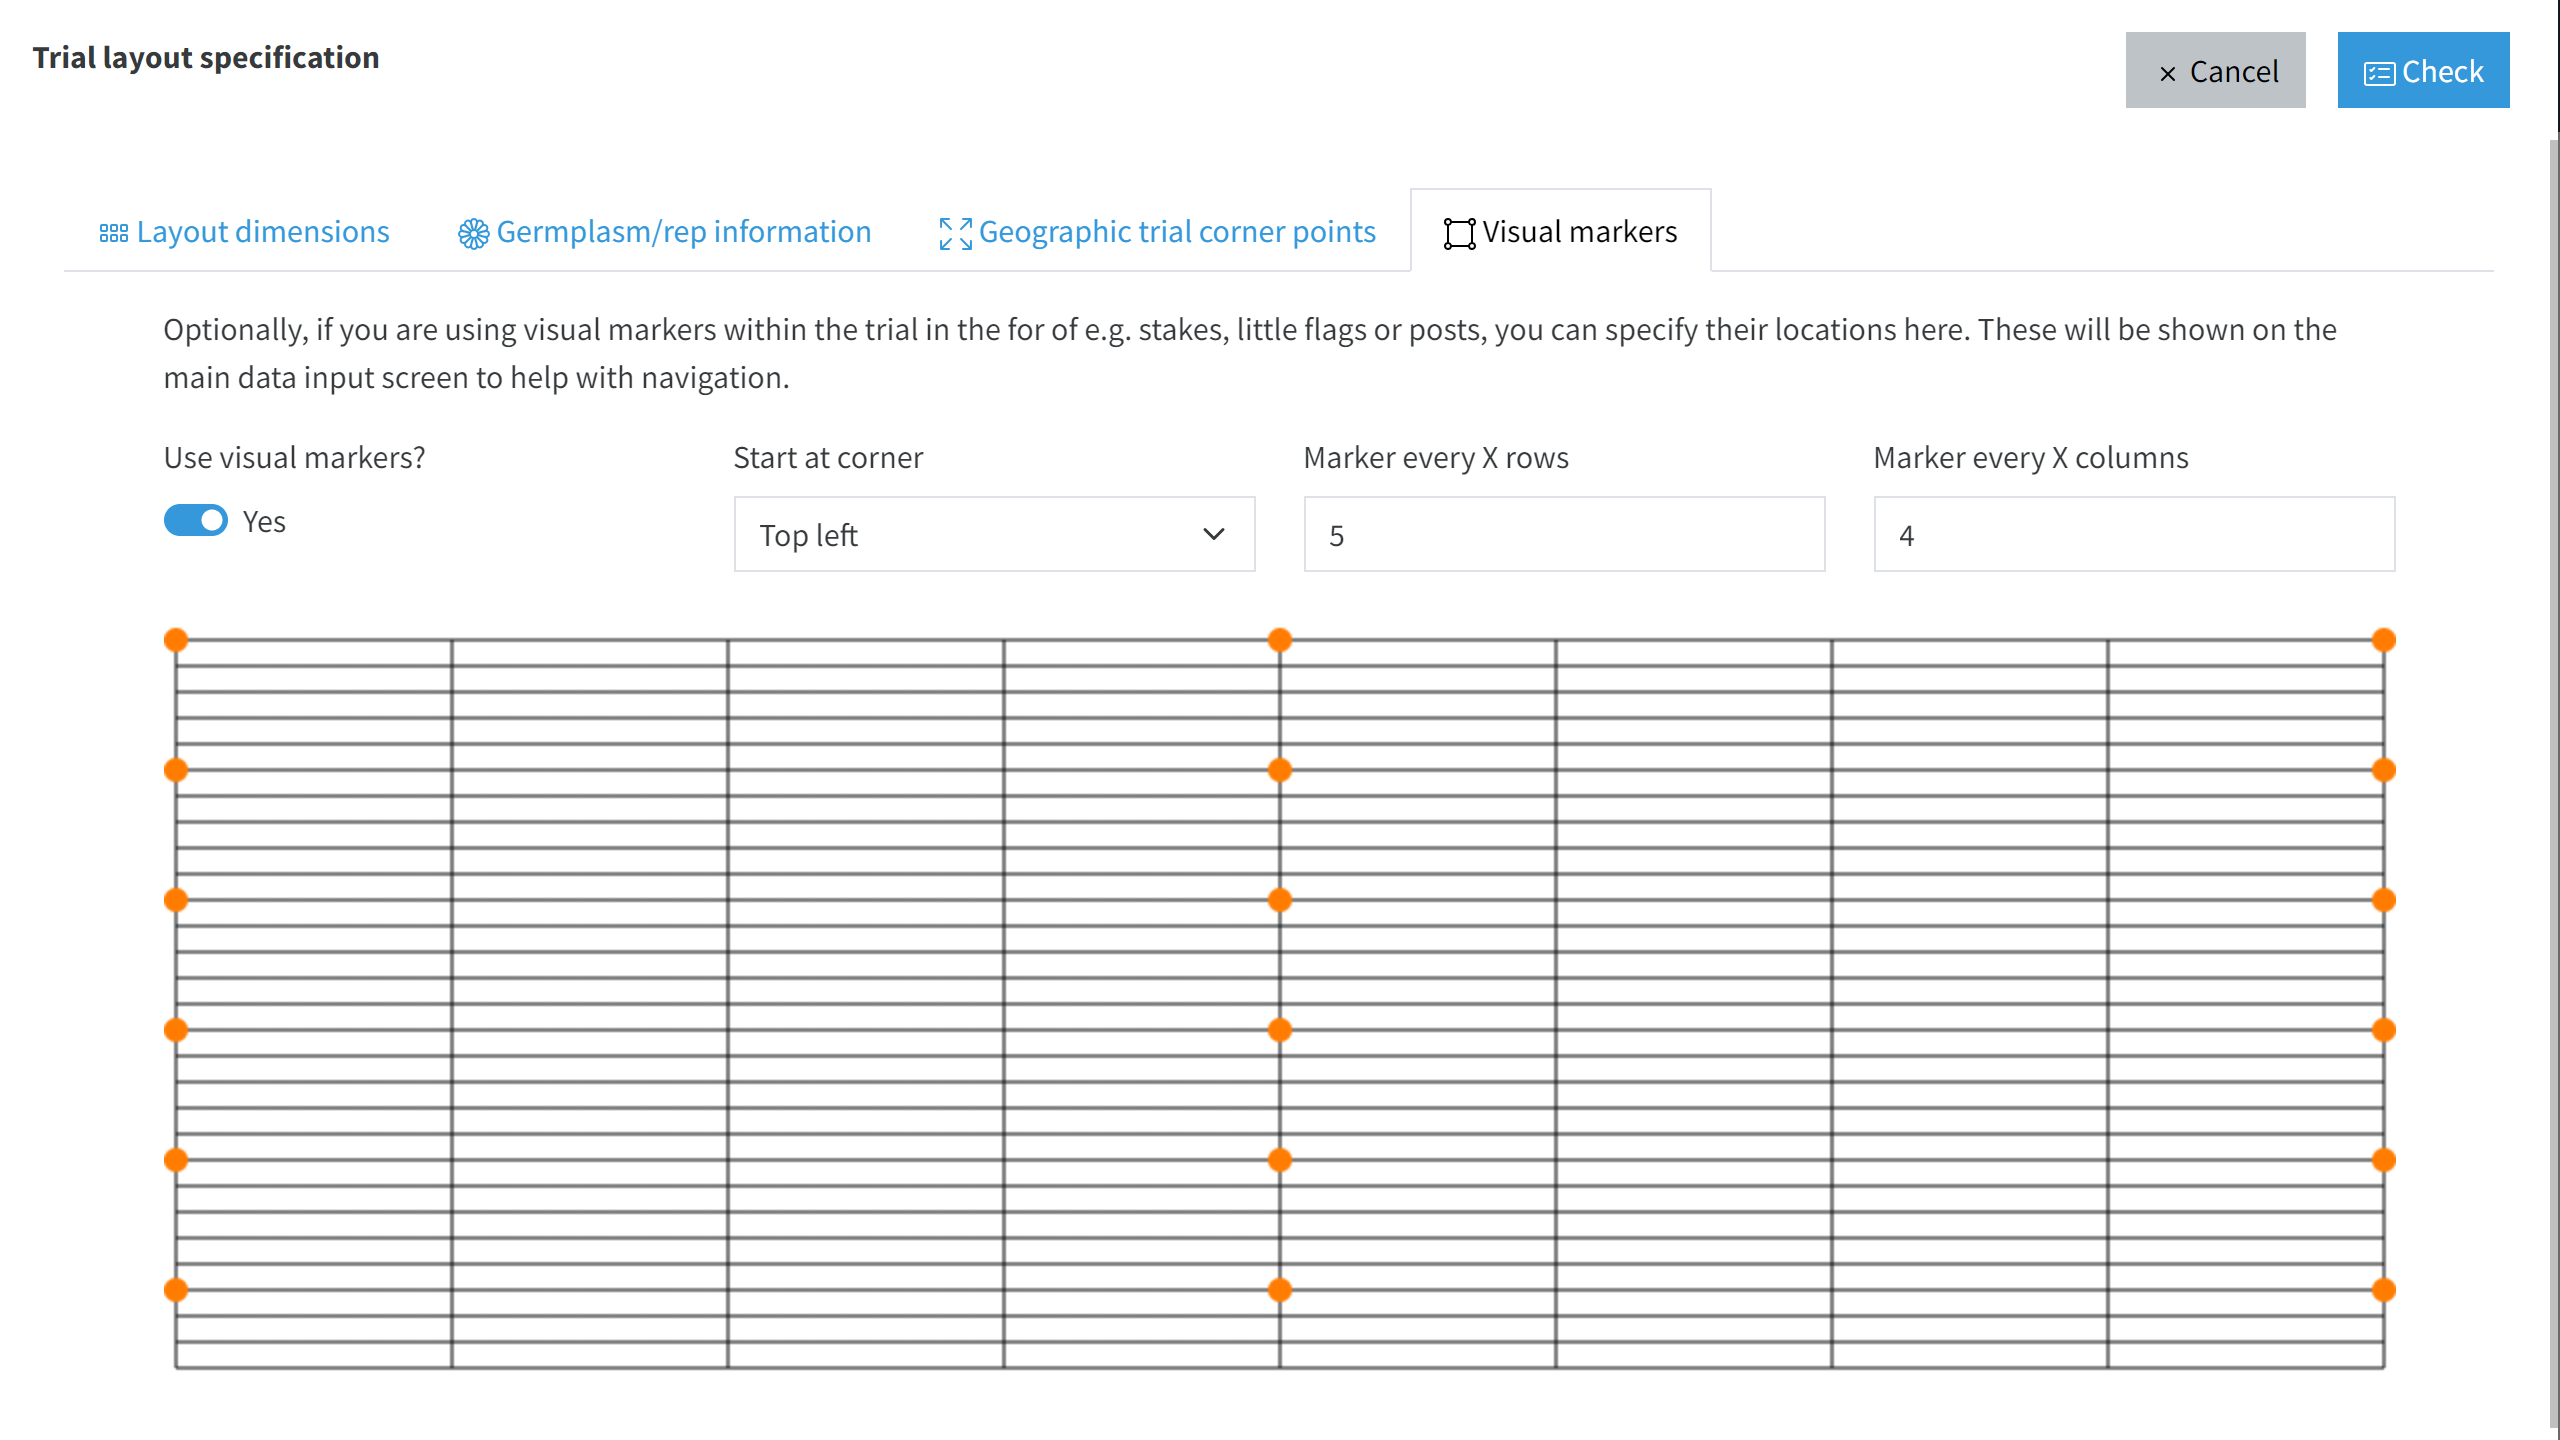 Trial layout specification
Cancel
Check
Layout dimensions
Germplasm/rep information
Geographic trial corner points
Visual markers
Optionally, if you are using visual markers within the trial in the for of e.g. stakes, little flags or posts, you can specify their locations here. These will be shown on the
main data input screen to help with navigation.
Use visual markers?
Start at corner
Marker every X rows
Marker every X columns
Yes
Top left
5
4